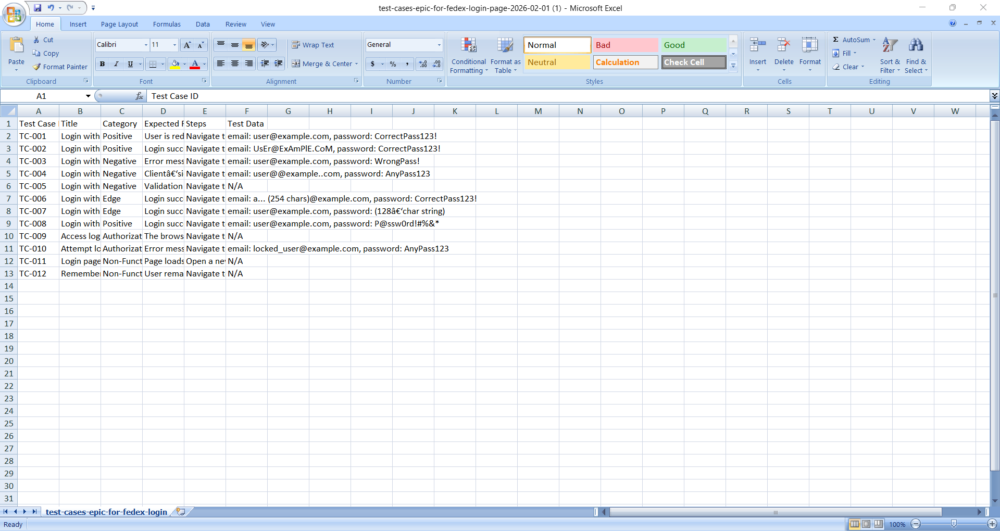 test-cases-epic-for-fedex-login-page-2026-02-01 (1) - Microsoft Excel
Home Insert Page Layout Formulas Data Review View
Paste Cut Copy Format Painter
Clipboard
Calibri 11 A A
B I U A
Font
Wrap Text
Merge & Center
Alignment
General
$ % , .00 .00
Number
Conditional Formatting
Format as Table
Normal Bad Good
Neutral Calculation Check Cell
Styles
Insert Delete Format
Cells
Σ AutoSum
Fill
Clear
Sort & Filter
Find & Select
Editing
A1 fx Test Case ID
A B C D E F G H I J K L M N O P Q R S T U V W
1 Test Case Title Category Expected F Steps Test Data
2 TC-001 Login with Positive User is red Navigate t email: user@example.com, password: CorrectPass123!
3 TC-002 Login with Positive Login succ Navigate t email: UsEr@ExAmPlE.CoM, password: CorrectPass123!
4 TC-003 Login with Negative Error mess Navigate t email: user@example.com, password: WrongPass!
5 TC-004 Login with Negative Clientâ€‘si Navigate t email: user@@example..com, password: AnyPass123
6 TC-005 Login with Negative Validation Navigate t N/A
7 TC-006 Login with Edge Login succ Navigate t email: a... (254 chars)@example.com, password: CorrectPass123!
8 TC-007 Login with Edge Login succ Navigate t email: user@example.com, password: (128â€‘char string)
9 TC-008 Login with Positive Login succ Navigate t email: user@example.com, password: P@ssw0rd!#%&*
10 TC-009 Access log Authorizat The brows Navigate t N/A
11 TC-010 Attempt lo Authorizat Error mess Navigate t email: locked_user@example.com, password: AnyPass123
12 TC-011 Login page Non-Funct Page loads Open a nev N/A
13 TC-012 Remember Non-Funct User rema Navigate t N/A
14
15
16
17
18
19
20
21
22
23
24
25
26
27
28
29
30
31
test-cases-epic-for-fedex-login
Ready 100%